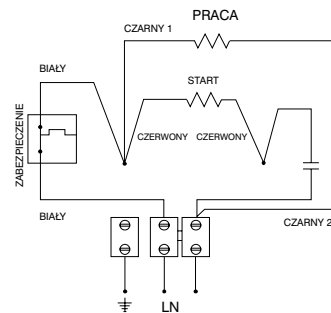 PRACA
CZARNY 1
BIAŁY
START
ZABEZPIECZENIE
CZERWONY
CZERWONY
BIAŁY
CZARNY 2
LN